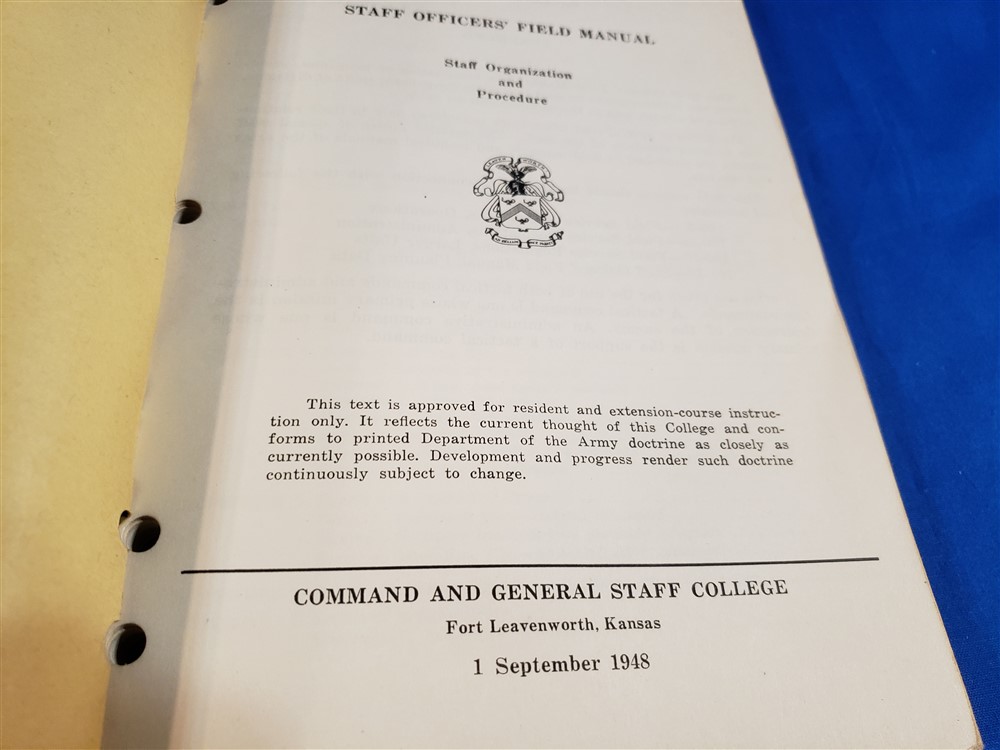 STAFF OFFICERS' FIELD MANUAL
Staff Organization
and
Procedure
LEAVEN WORTH
This text is approved for resident and extension-course instruc-
tion only. It reflects the current thought of this College and con-
forms to printed Department of the Army doctrine as closely as
currently possible. Development and progress render such doctrine
continuously subject to change.
COMMAND AND GENERAL STAFF COLLEGE
Fort Leavenworth, Kansas
1 September 1948